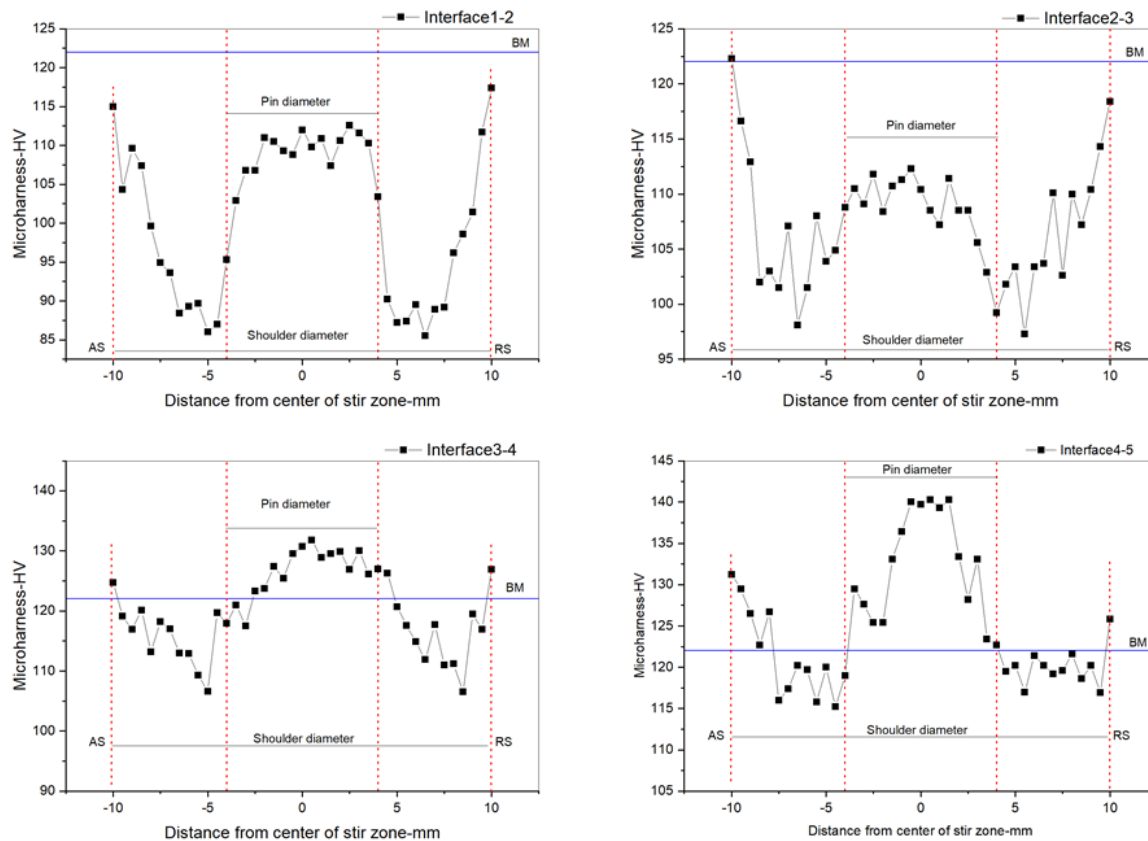 Interface1-2
125
120
115
110
105
100
95
90
85
Microharness-HV
BM
Pin diameter
Shoulder diameter
AS
RS
-10 -5 0 5 10
Distance from center of stir zone-mm
Interface2-3
125
120
115
110
105
100
95
Microharness-HV
BM
Pin diameter
Shoulder diameter
AS
RS
-10 -5 0 5 10
Distance from center of stir zone-mm
Interface3-4
140
130
120
110
100
90
Microharness-HV
BM
Pin diameter
Shoulder diameter
AS
RS
-10 -5 0 5 10
Distance from center of stir zone-mm
Interface4-5
145
140
135
130
125
120
115
110
105
Microharness-HV
BM
Pin diameter
Shoulder diameter
AS
RS
-10 -5 0 5 10
Distance from center of stir zone-mm